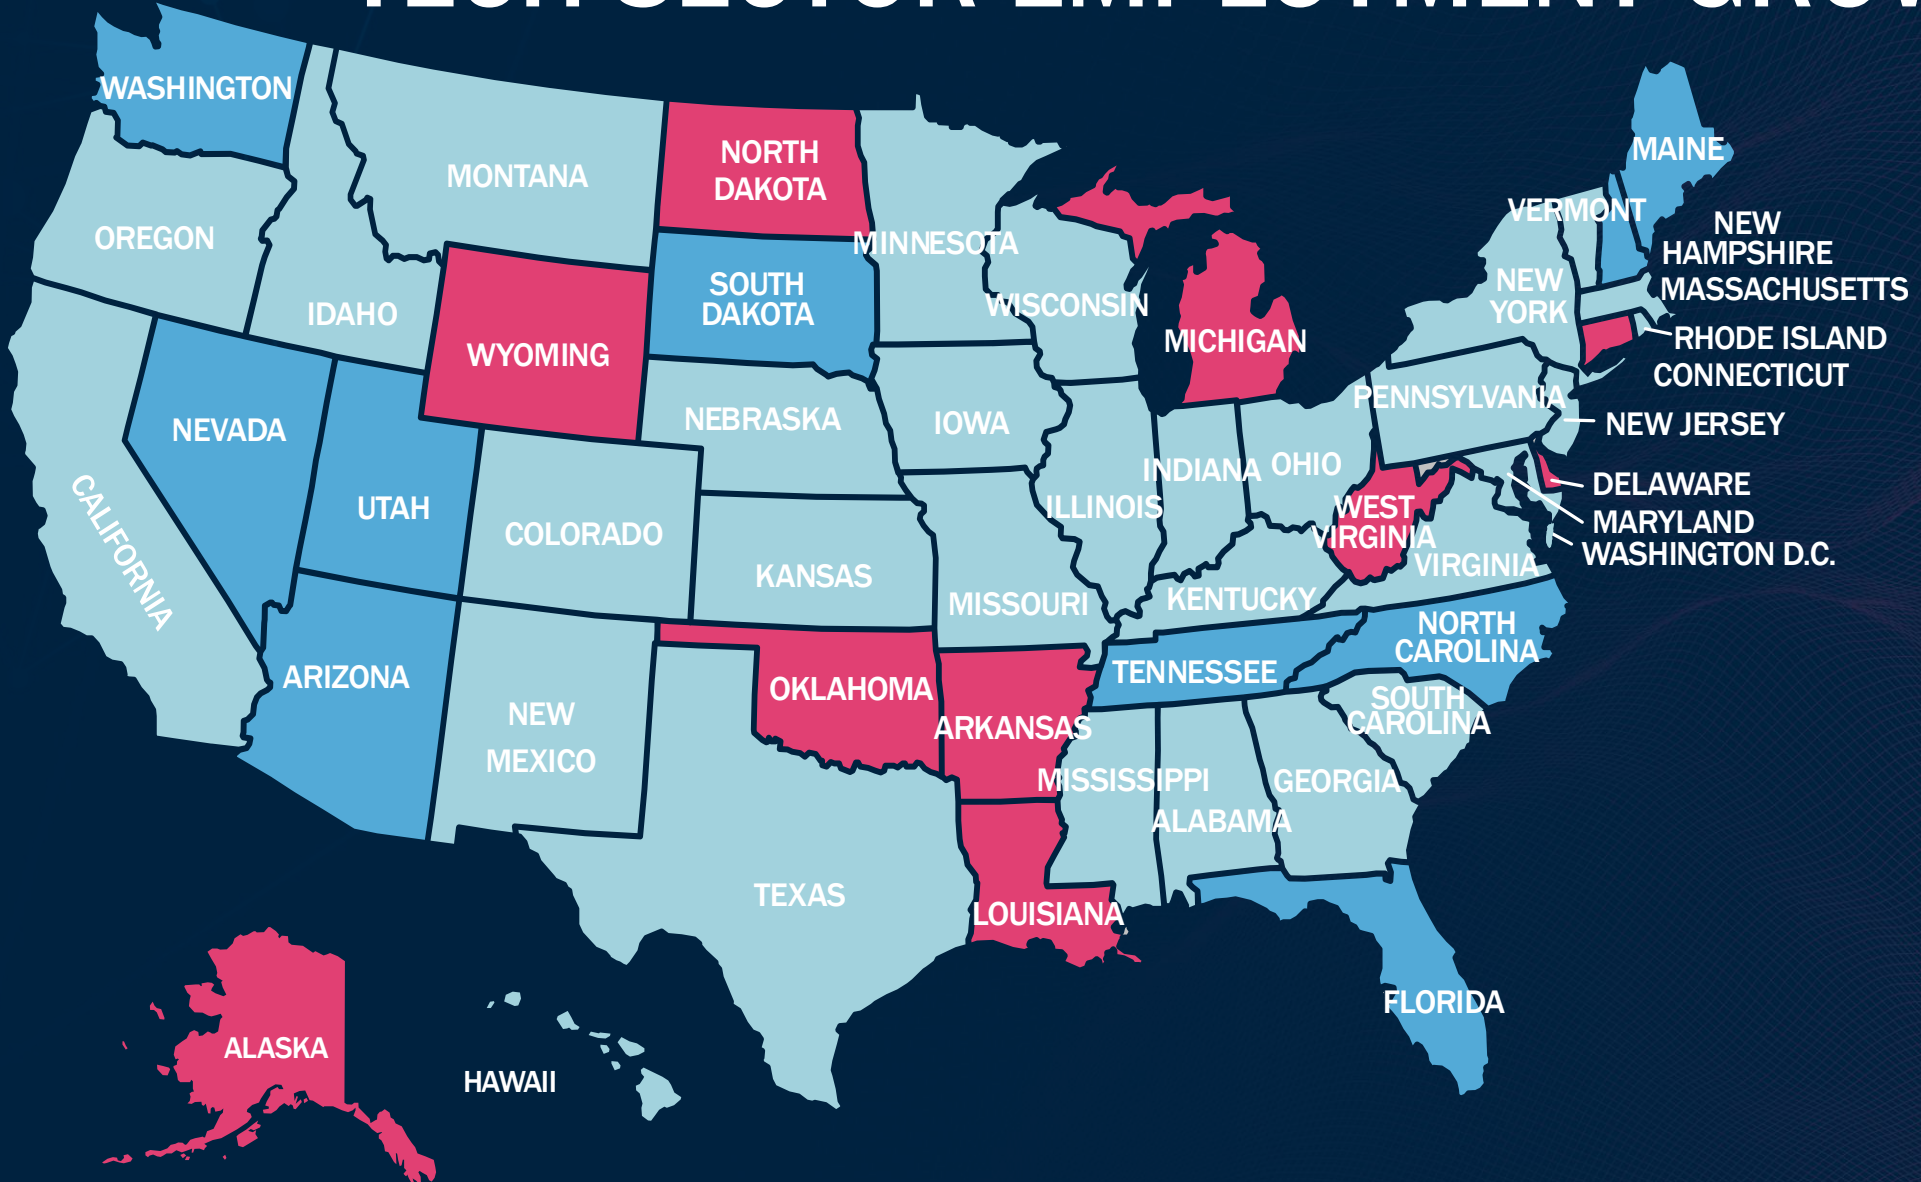 TECH SECTOR EMPLOYMENT
WASHINGTON
MONTANA
NORTH
DAKOTA
MAINE
OREGON
MINNESOTA
VERMONT
NEW
HAMPSHIRE
MASSACHUSETTS
IDAHO
WYOMING
SOUTH
DAKOTA
WISCONSIN
MICHIGAN
NEW
YORK
RHODE ISLAND
CONNECTICUT
NEVADA
NEBRASKA
IOWA
PENNSYLVANIA
NEW JERSEY
CALIFORNIA
UTAH
COLORADO
KANSAS
ILLINOIS
INDIANA
OHIO
WEST
VIRGINIA
VIRGINIA
DELAWARE
MARYLAND
WASHINGTON D.C.
MISSOURI
KENTUCKY
ARIZONA
NEW
MEXICO
OKLAHOMA
ARKANSAS
TENNESSEE
NORTH
CAROLINA
SOUTH
CAROLINA
MISSISSIPPI
ALABAMA
GEORGIA
TEXAS
LOUISIANA
FLORIDA
ALASKA
HAWAII